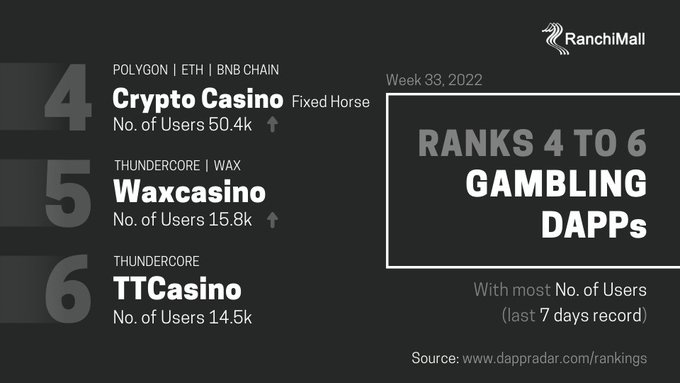 RanchiMall
Week 33, 2022
RANKS 4 TO 6
GAMBLING
DAPPs
With most No. of Users
(last 7 days record)
4
POLYGON | ETH | BNB CHAIN
Crypto Casino Fixed Horse
No. of Users 50.4k
5
THUNDERCORE | WAX
Waxcasino
No. of Users 15.8k
6
THUNDERCORE
TTCasino
No. of Users 14.5k
Source: www.dappradar.com/rankings